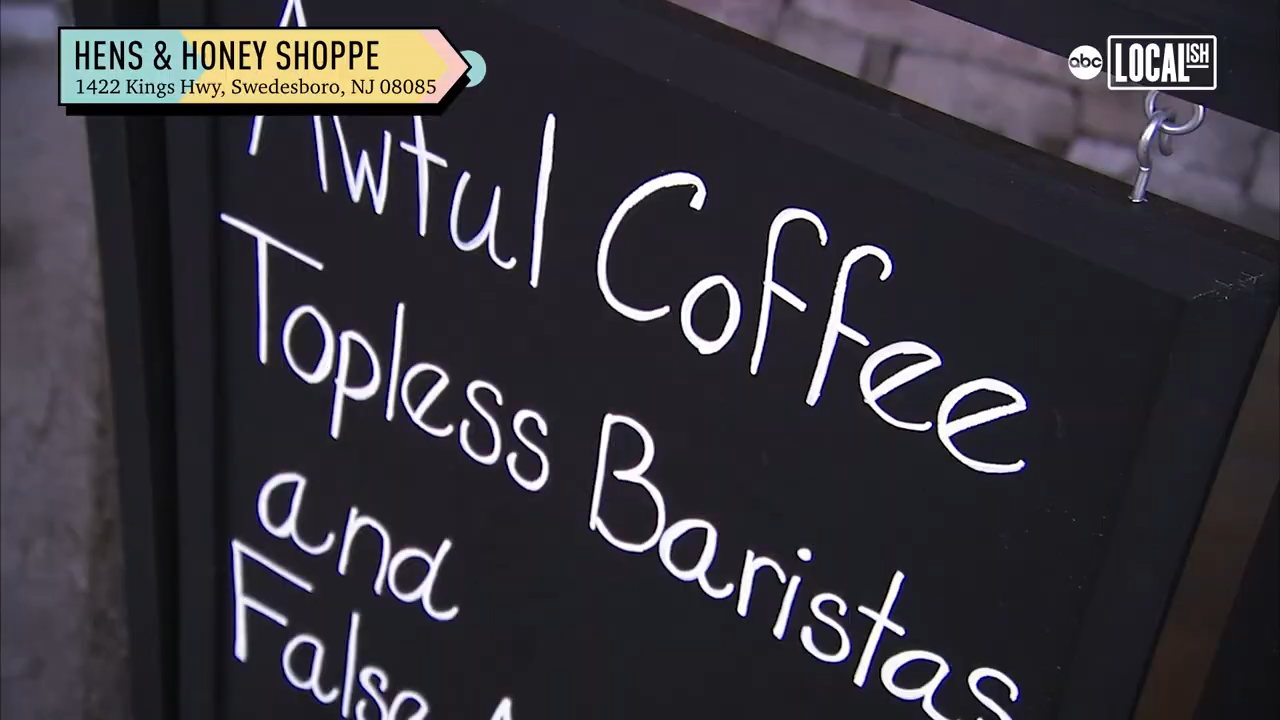 HENS & HONEY SHOPPE
1422 Kings Hwy, Swedesboro, NJ 08085
abc LOCALISH
Awful Coffee
Topless Baristas
and
False